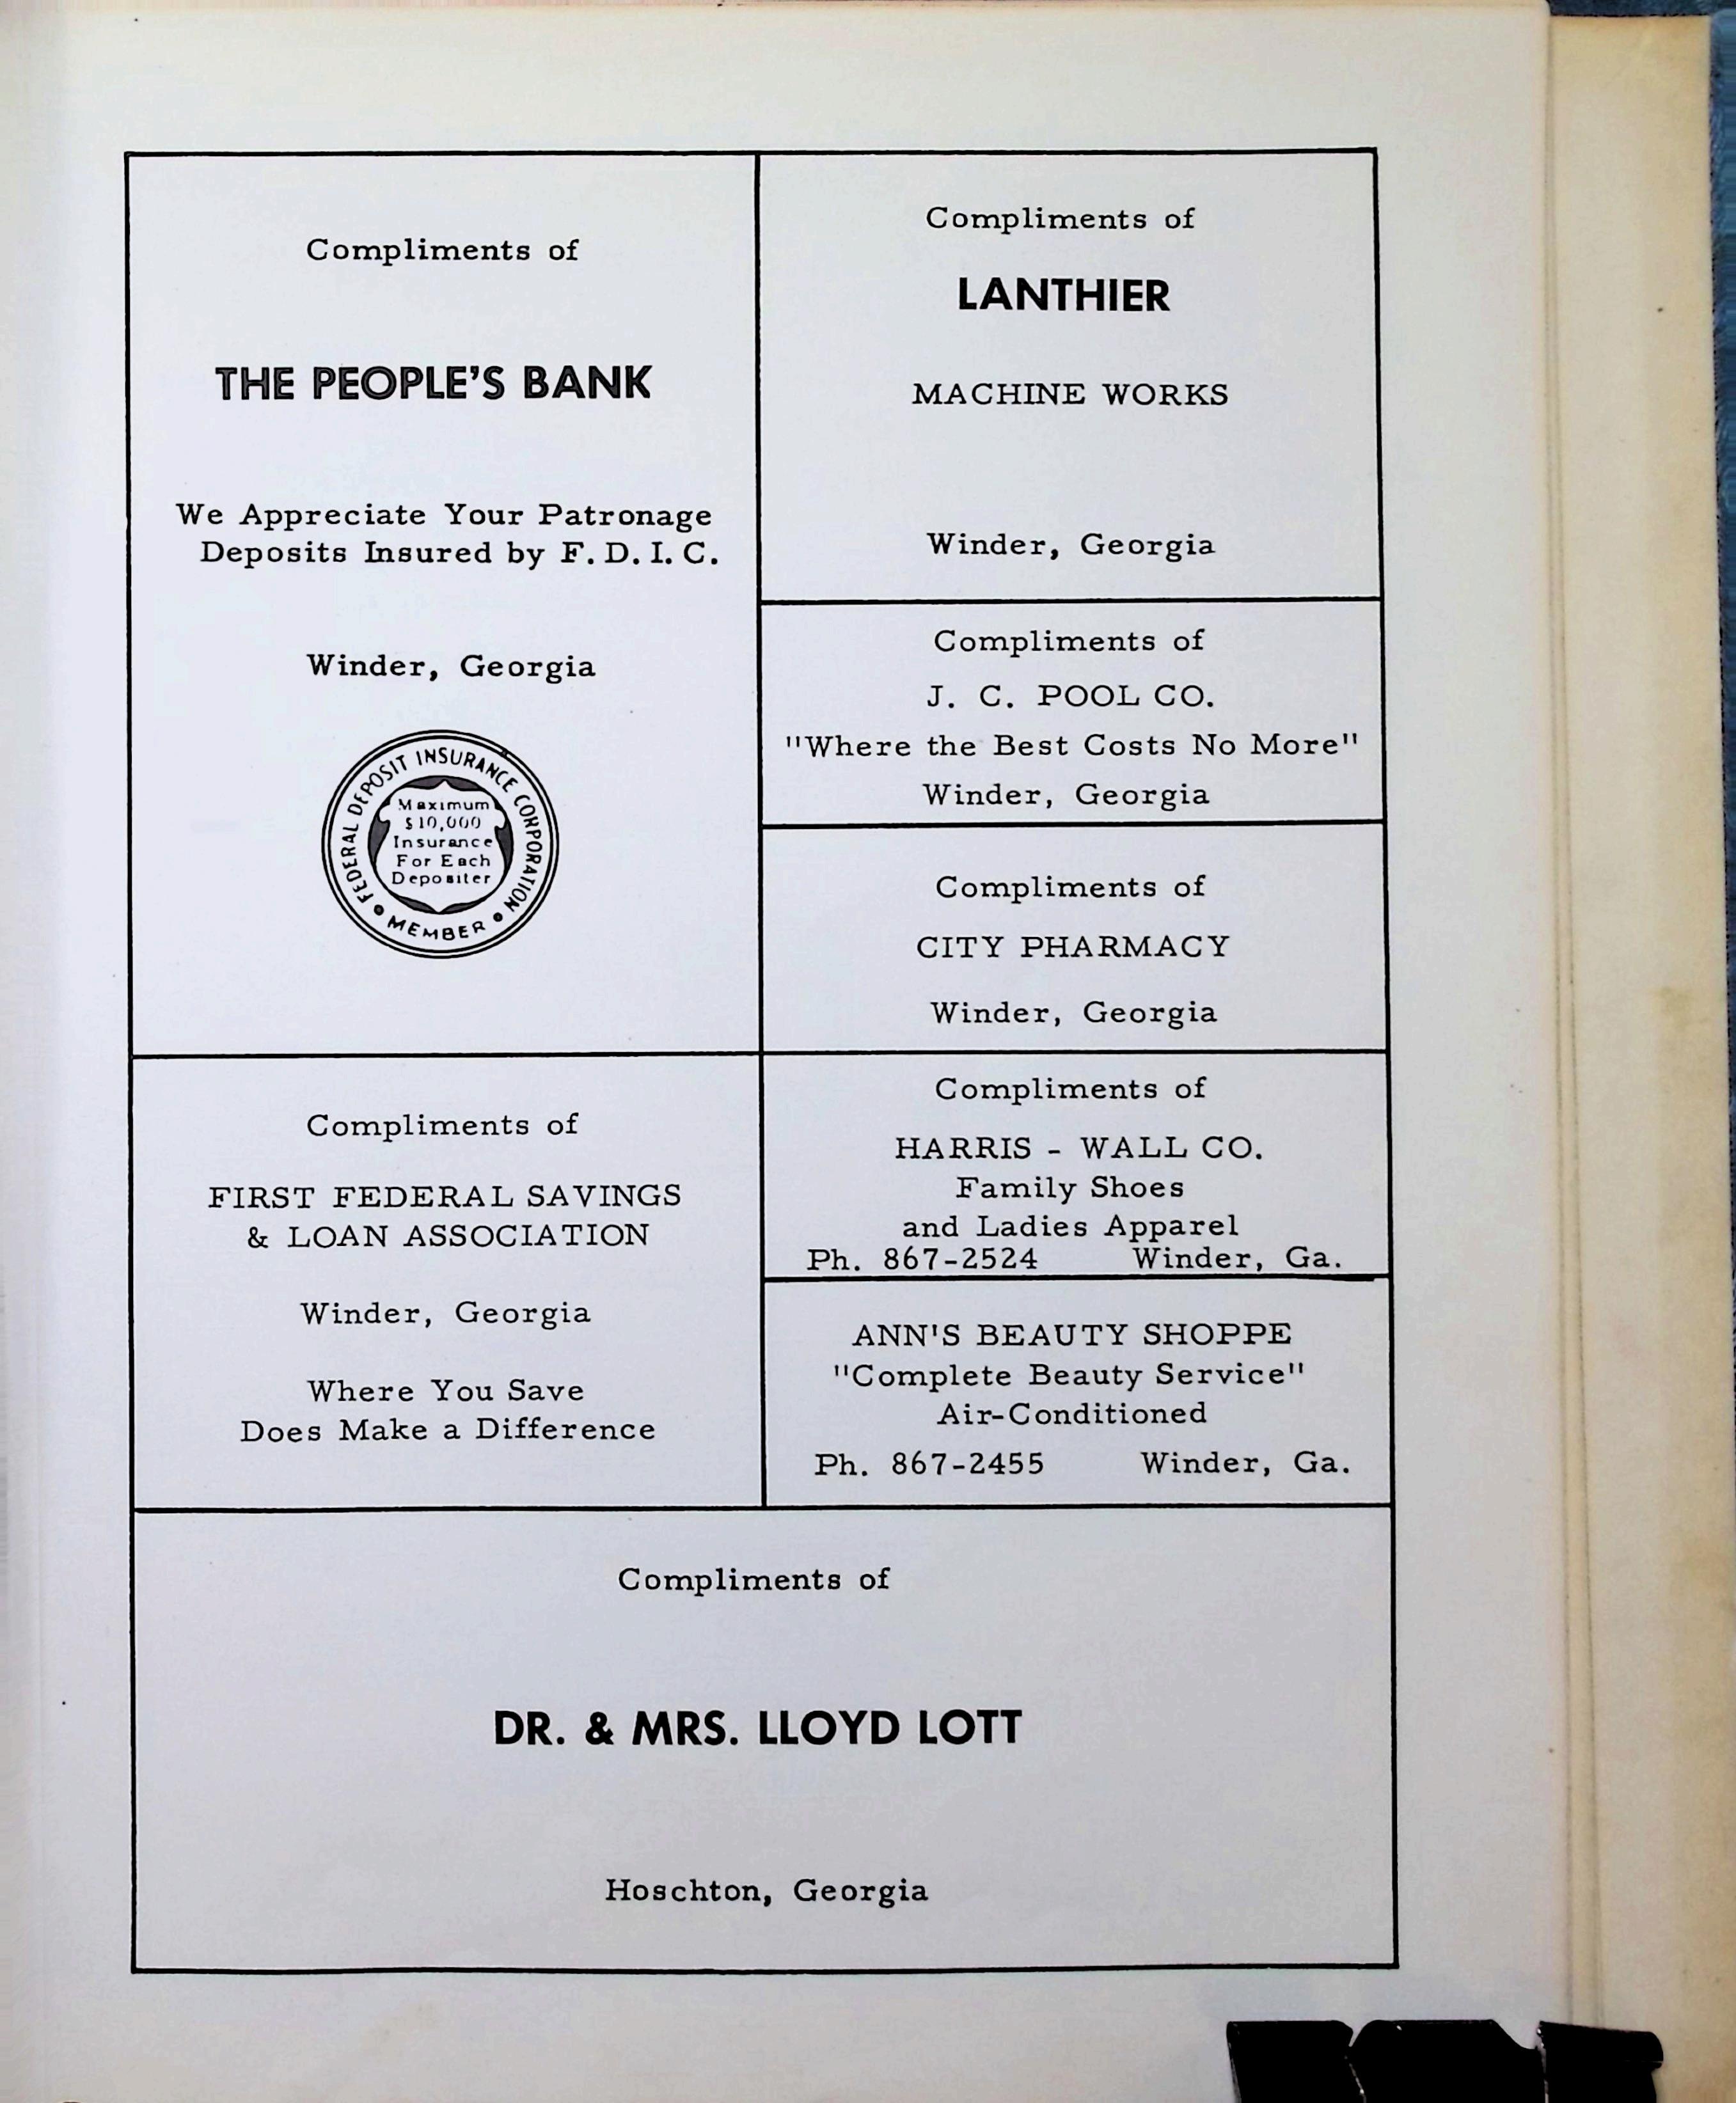 Compliments of
THE PEOPLE'S BANK
We Appreciate Your Patronage
Deposits Insured by F. D. I. C.
Winder, Georgia
FEDERAL DEPOSIT INSURANCE CORPORATION
Maximum
$10,000
Insurance
For Each
Depositer
MEMBER
Compliments of
LANTHIER
MACHINE WORKS
Winder, Georgia
Compliments of
J. C. POOL CO.
"Where the Best Costs No More"
Winder, Georgia
Compliments of
CITY PHARMACY
Winder, Georgia
Compliments of
FIRST FEDERAL SAVINGS
& LOAN ASSOCIATION
Winder, Georgia
Where You Save
Does Make a Difference
Compliments of
HARRIS - WALL CO.
Family Shoes
and Ladies Apparel
Ph. 867-2524 Winder, Ga.
ANN'S BEAUTY SHOPPE
"Complete Beauty Service"
Air-Conditioned
Ph. 867-2455 Winder, Ga.
Compliments of
DR. & MRS. LLOYD LOTT
Hoschton, Georgia